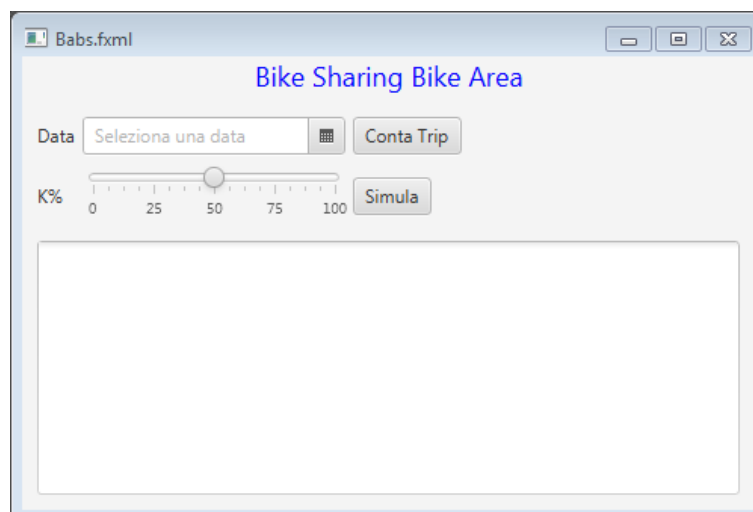 Babs.fxml
Bike Sharing Bike Area
Data Seleziona una data Conta Trip
K% 0 25 50 75 100 Simula